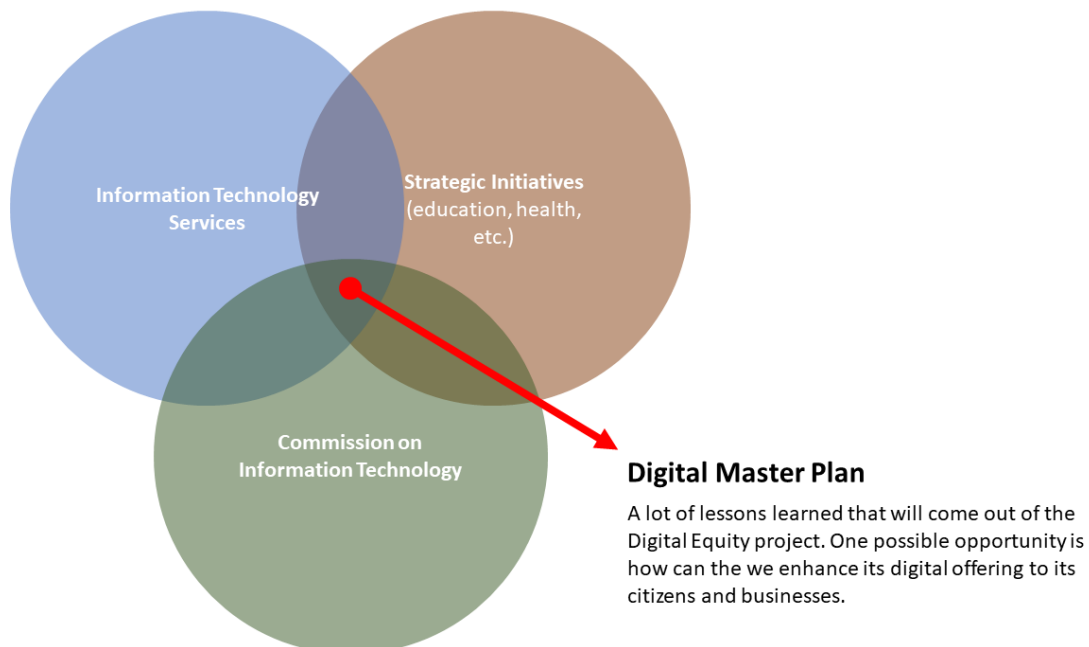 Information Technology
Services
Strategic Initiatives
(education, health,
etc.)
Commission on
Information Technology
Digital Master Plan
A lot of lessons learned that will come out of the
Digital Equity project. One possible opportunity is
how can the we enhance its digital offering to its
citizens and businesses.